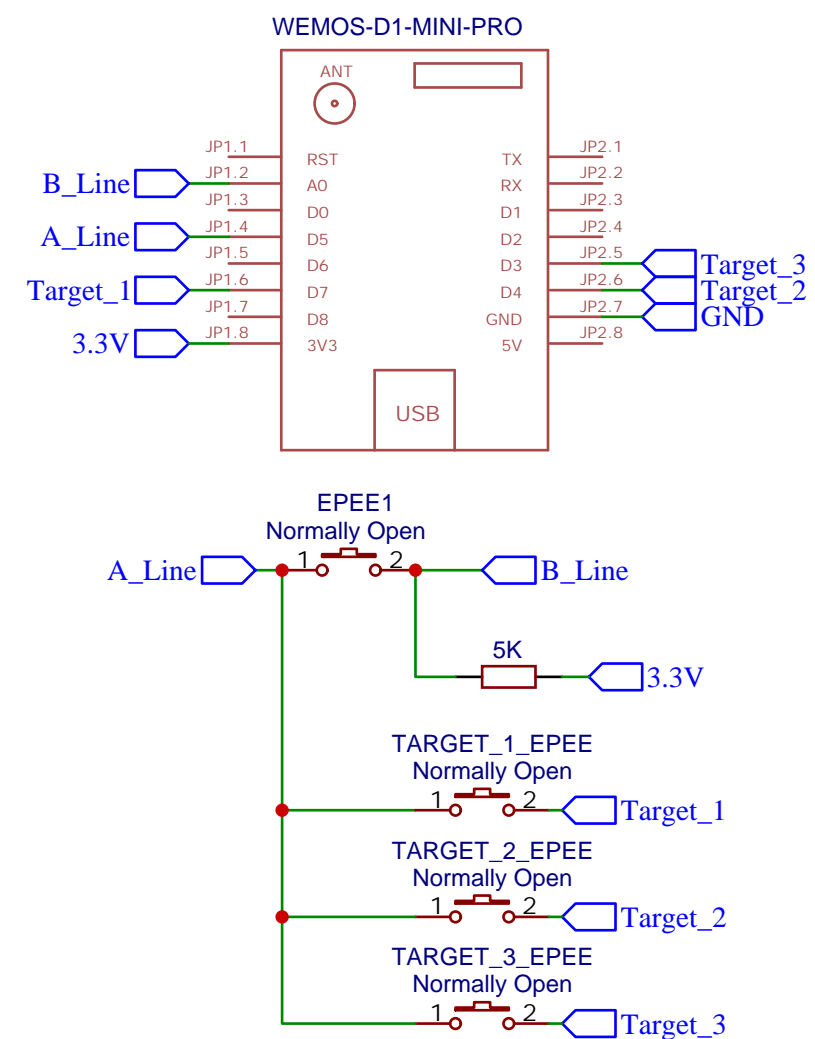 WEMOS-D1-MINI-PRO
ANT
JP1.1 RST TX JP2.1
B_Line JP1.2 A0 RX JP2.2
JP1.3 D0 D1 JP2.3
A_Line JP1.4 D5 D2 JP2.4
JP1.5 D6 D3 JP2.5 Target_3
Target_1 JP1.6 D7 D4 JP2.6 Target_2
JP1.7 D8 GND JP2.7 GND
3.3V JP1.8 3V3 5V JP2.8
USB
EPEE1
Normally Open
A_Line 1 2 B_Line
5K
3.3V
TARGET_1_EPEE
Normally Open
1 2 Target_1
TARGET_2_EPEE
Normally Open
1 2 Target_2
TARGET_3_EPEE
Normally Open
1 2 Target_3